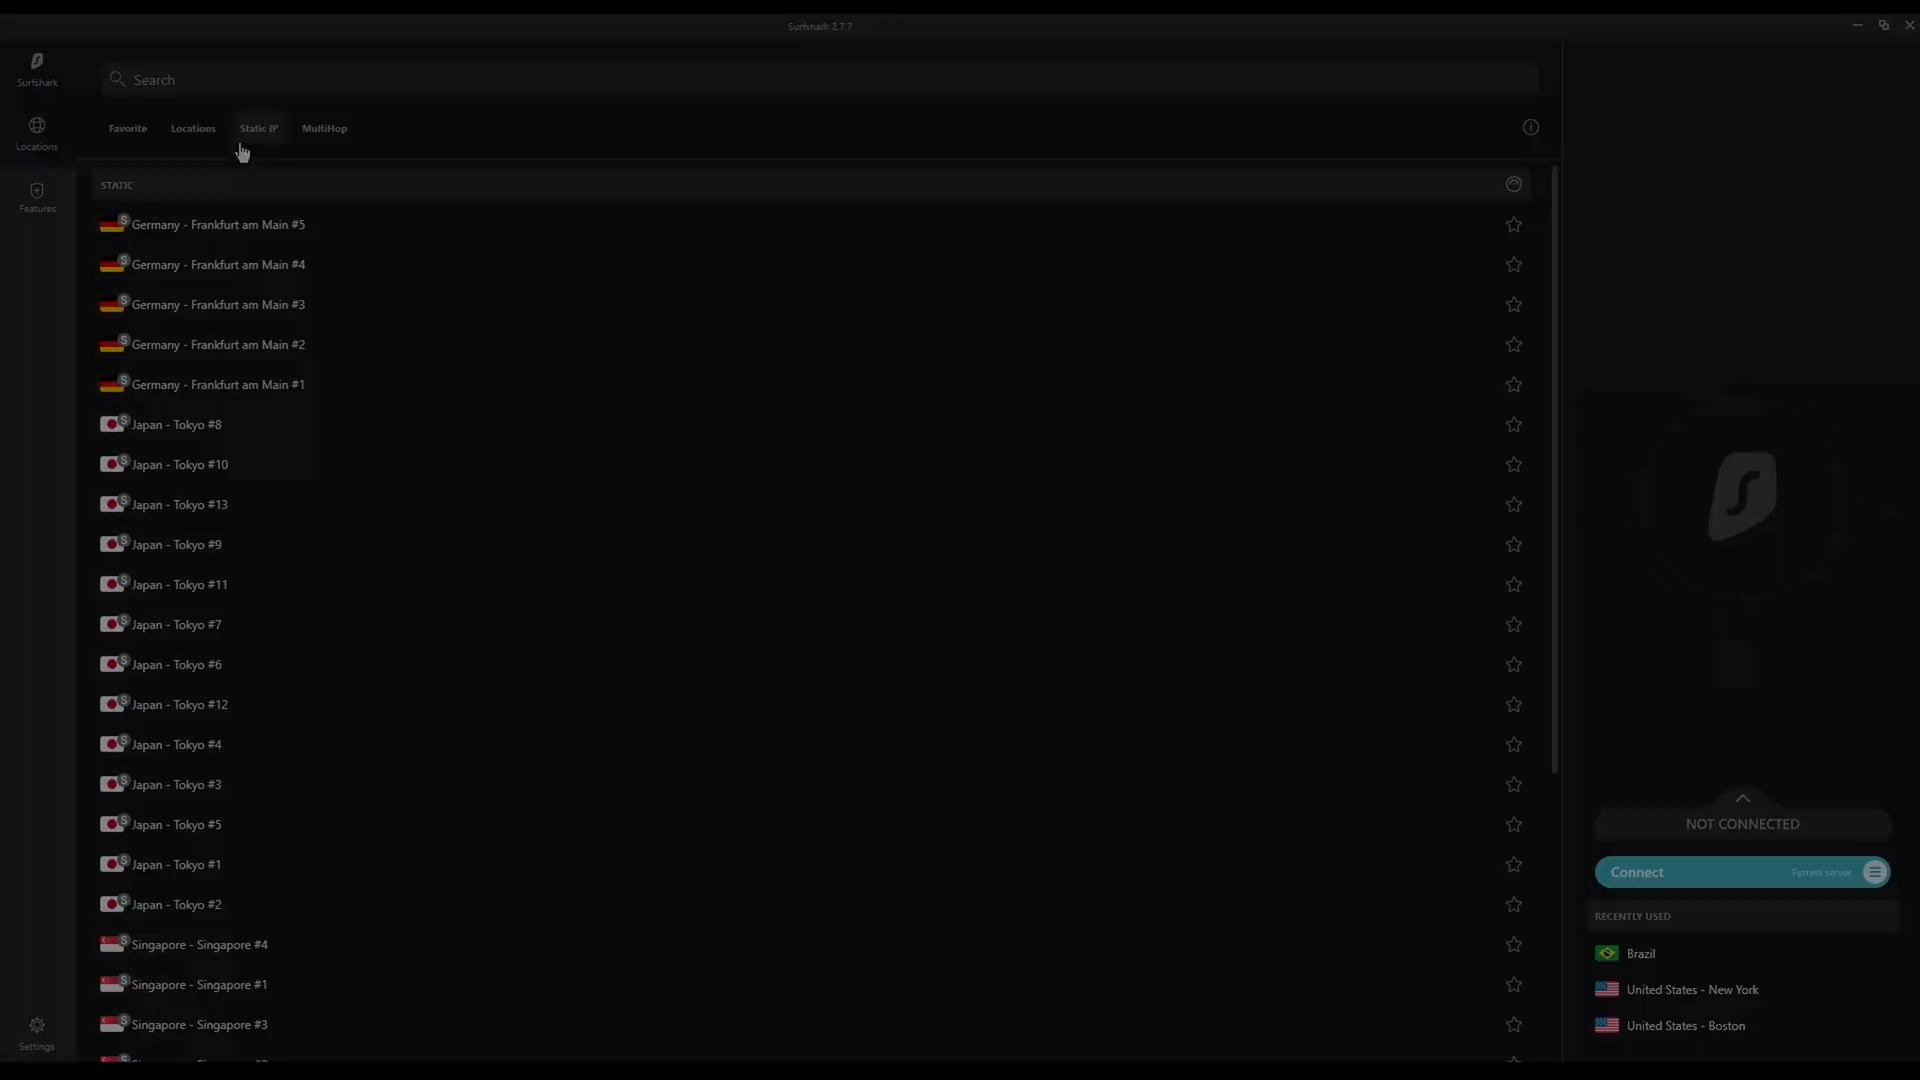 Surfshark 2.7.7
Surfshark
Search
Locations
Favorite
Locations
Static IP
MultiHop
Features
STATIC
Germany - Frankfurt am Main #5
Germany - Frankfurt am Main #4
Germany - Frankfurt am Main #3
Germany - Frankfurt am Main #2
Germany - Frankfurt am Main #1
Japan - Tokyo #8
Japan - Tokyo #10
Japan - Tokyo #13
Japan - Tokyo #9
Japan - Tokyo #11
Japan - Tokyo #7
Japan - Tokyo #6
Japan - Tokyo #12
Japan - Tokyo #4
Japan - Tokyo #3
Japan - Tokyo #5
Japan - Tokyo #1
Japan - Tokyo #2
Singapore - Singapore #4
Singapore - Singapore #1
Singapore - Singapore #3
Settings
NOT CONNECTED
Connect
Fastest server
RECENTLY USED
Brazil
United States - New York
United States - Boston